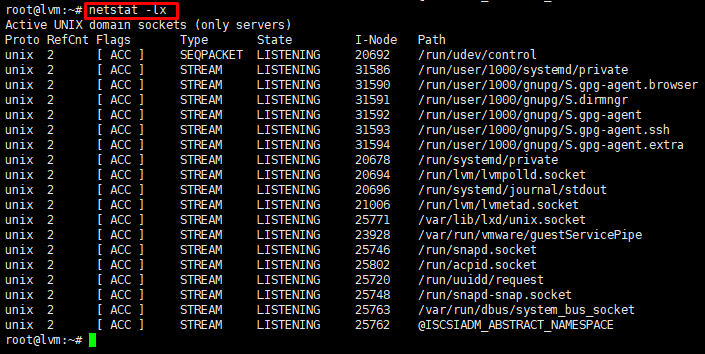 root@lvm:~# netstat -lx
Active UNIX domain sockets (only servers)
Proto RefCnt Flags       Type       State         I-Node   Path
unix  2      [ ACC ]     SEQPACKET  LISTENING     20692    /run/udev/control
unix  2      [ ACC ]     STREAM     LISTENING     31586    /run/user/1000/systemd/private
unix  2      [ ACC ]     STREAM     LISTENING     31590    /run/user/1000/gnupg/S.gpg-agent.browser
unix  2      [ ACC ]     STREAM     LISTENING     31591    /run/user/1000/gnupg/S.dirmngr
unix  2      [ ACC ]     STREAM     LISTENING     31592    /run/user/1000/gnupg/S.gpg-agent
unix  2      [ ACC ]     STREAM     LISTENING     31593    /run/user/1000/gnupg/S.gpg-agent.ssh
unix  2      [ ACC ]     STREAM     LISTENING     31594    /run/user/1000/gnupg/S.gpg-agent.extra
unix  2      [ ACC ]     STREAM     LISTENING     20678    /run/systemd/private
unix  2      [ ACC ]     STREAM     LISTENING     20694    /run/lvm/lvmpolld.socket
unix  2      [ ACC ]     STREAM     LISTENING     20696    /run/systemd/journal/stdout
unix  2      [ ACC ]     STREAM     LISTENING     21006    /run/lvm/lvmetad.socket
unix  2      [ ACC ]     STREAM     LISTENING     25771    /var/lib/lxd/unix.socket
unix  2      [ ACC ]     STREAM     LISTENING     23928    /var/run/vmware/guestServicePipe
unix  2      [ ACC ]     STREAM     LISTENING     25746    /run/snapd.socket
unix  2      [ ACC ]     STREAM     LISTENING     25802    /run/acpid.socket
unix  2      [ ACC ]     STREAM     LISTENING     25720    /run/uuidd/request
unix  2      [ ACC ]     STREAM     LISTENING     25748    /run/snapd-snap.socket
unix  2      [ ACC ]     STREAM     LISTENING     25763    /var/run/dbus/system_bus_socket
unix  2      [ ACC ]     STREAM     LISTENING     25762    @ISCSIADM_ABSTRACT_NAMESPACE
root@lvm:~#